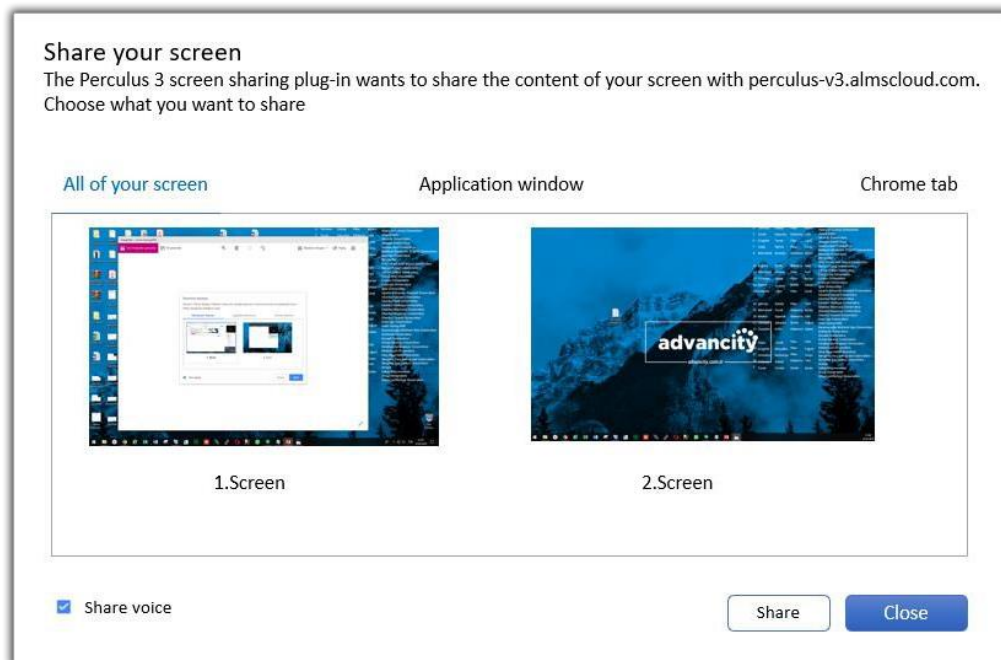 Share your screen
The Perculus 3 screen sharing plug-in wants to share the content of your screen with perculus-v3.almscloud.com.
Choose what you want to share
All of your screen Application window Chrome tab
advancity
1.Screen 2.Screen
Share voice Share Close